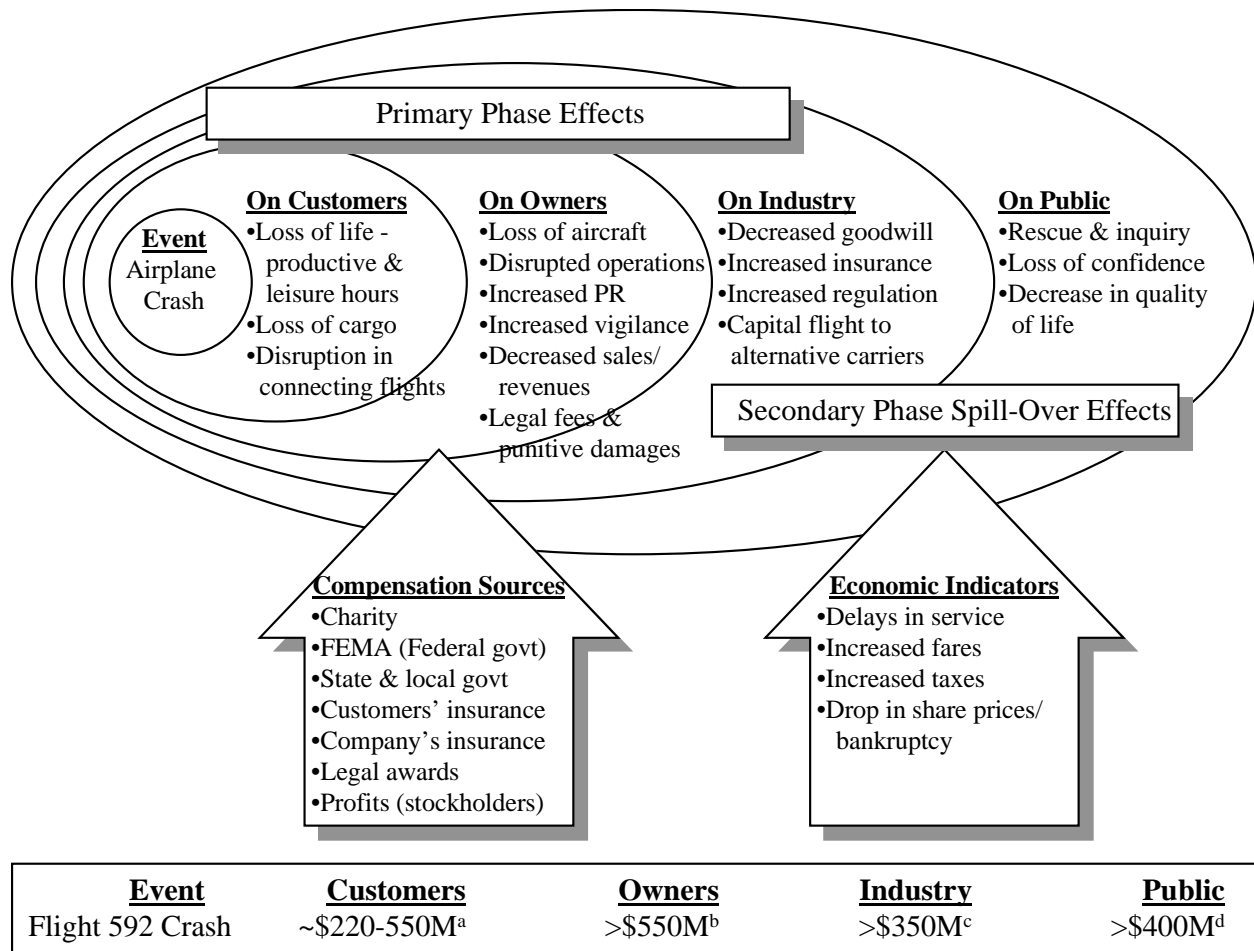 Primary Phase Effects
Event
Airplane
Crash
On Customers
•Loss of life -
productive &
leisure hours
•Loss of cargo
•Disruption in
connecting flights
On Owners
•Loss of aircraft
•Disrupted operations
•Increased PR
•Increased vigilance
•Decreased sales/
revenues
•Legal fees &
punitive damages
On Industry
•Decreased goodwill
•Increased insurance
•Increased regulation
•Capital flight to
alternative carriers
On Public
•Rescue & inquiry
•Loss of confidence
•Decrease in quality
of life
Secondary Phase Spill-Over Effects
Compensation Sources
•Charity
•FEMA (Federal govt)
•State & local govt
•Customers’ insurance
•Company’s insurance
•Legal awards
•Profits (stockholders)
Economic Indicators
•Delays in service
•Increased fares
•Increased taxes
•Drop in share prices/
bankruptcy
Event Customers Owners Industry Public
Flight 592 Crash ~$220-550Mᵃ >$550Mᵇ >$350Mᶜ >$400Mᵈ